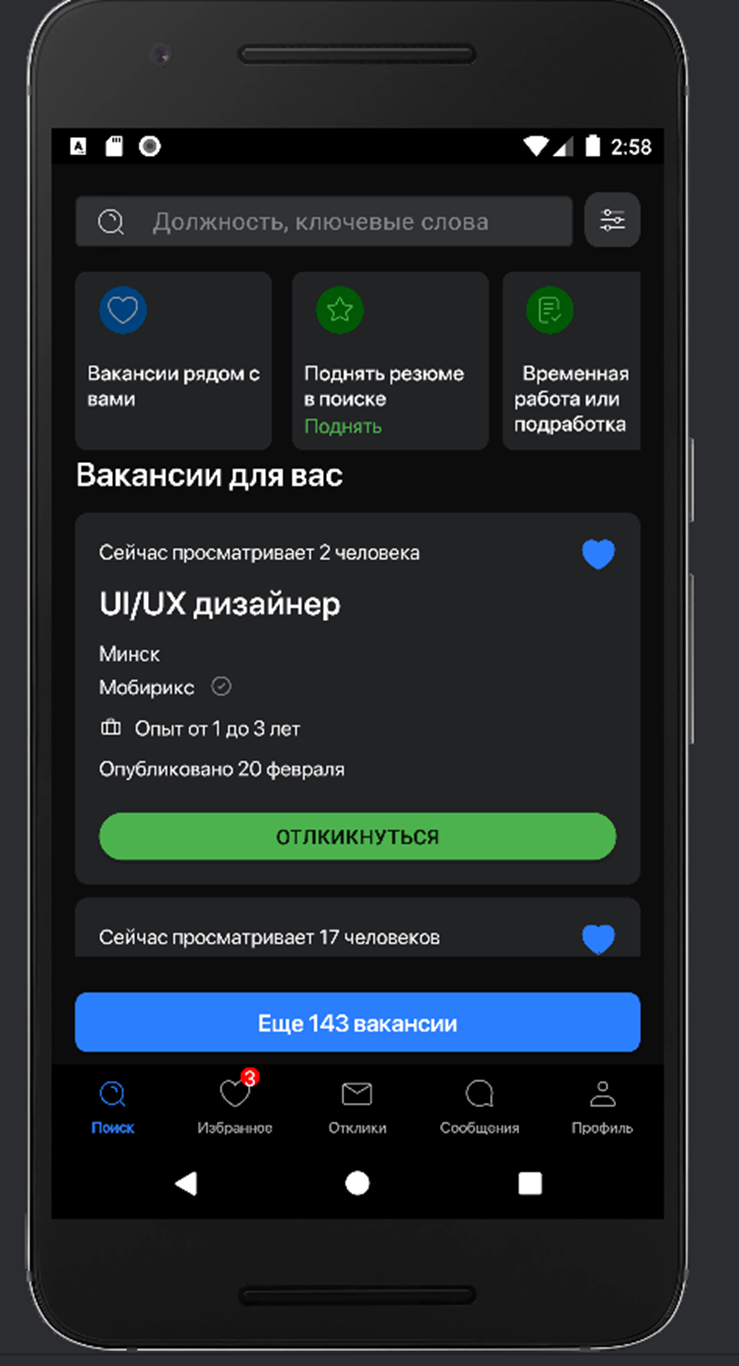 2:58
Должность, ключевые слова
Вакансии рядом с
вами
Поднять резюме
в поиске
Поднять
Временная
работа или
подработка
Вакансии для вас
Сейчас просматривает 2 человека
UI/UX дизайнер
Минск
Мобирикс
Опыт от 1 до 3 лет
Опубликовано 20 февраля
ОТЛКИКНУТЬСЯ
Сейчас просматривает 17 человеков
Еще 143 вакансии
3
Поиск
Избранное
Отклики
Сообщения
Профиль